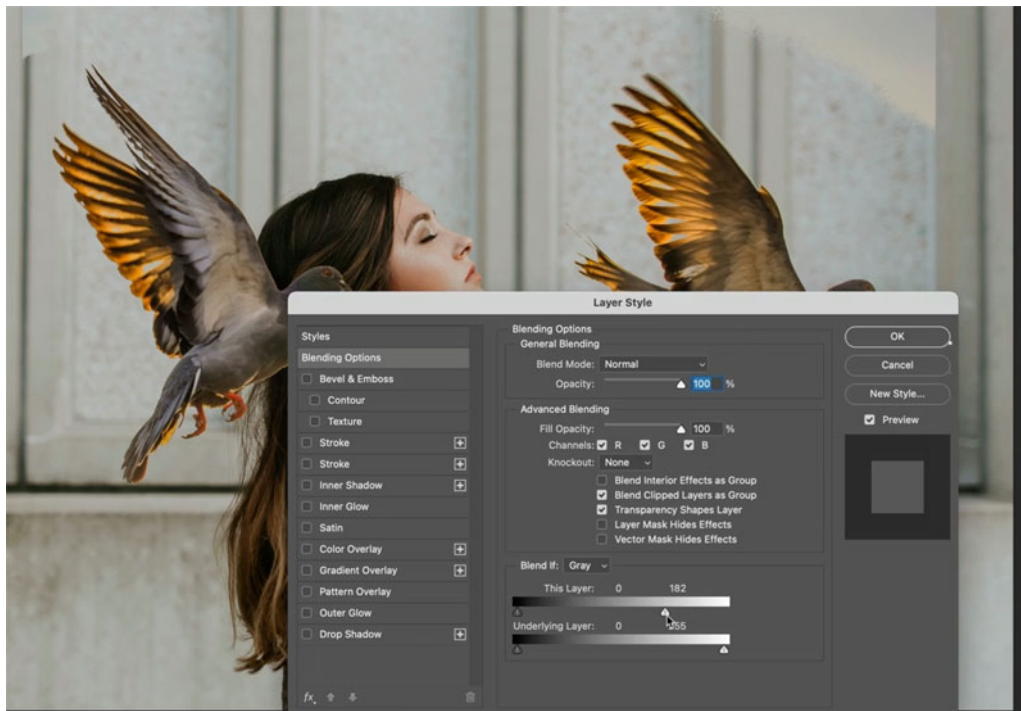 Layer Style
Styles
Blending Options
Bevel & Emboss
Contour
Texture
Stroke
Stroke
Inner Shadow
Inner Glow
Satin
Color Overlay
Gradient Overlay
Pattern Overlay
Outer Glow
Drop Shadow
fx
Blending Options
General Blending
Blend Mode: Normal
Opacity: 100 %
Advanced Blending
Fill Opacity: 100 %
Channels: R G B
Knockout: None
Blend Interior Effects as Group
Blend Clipped Layers as Group
Transparency Shapes Layer
Layer Mask Hides Effects
Vector Mask Hides Effects
Blend If: Gray
This Layer: 0 182
Underlying Layer: 0 255
OK
Cancel
New Style...
Preview